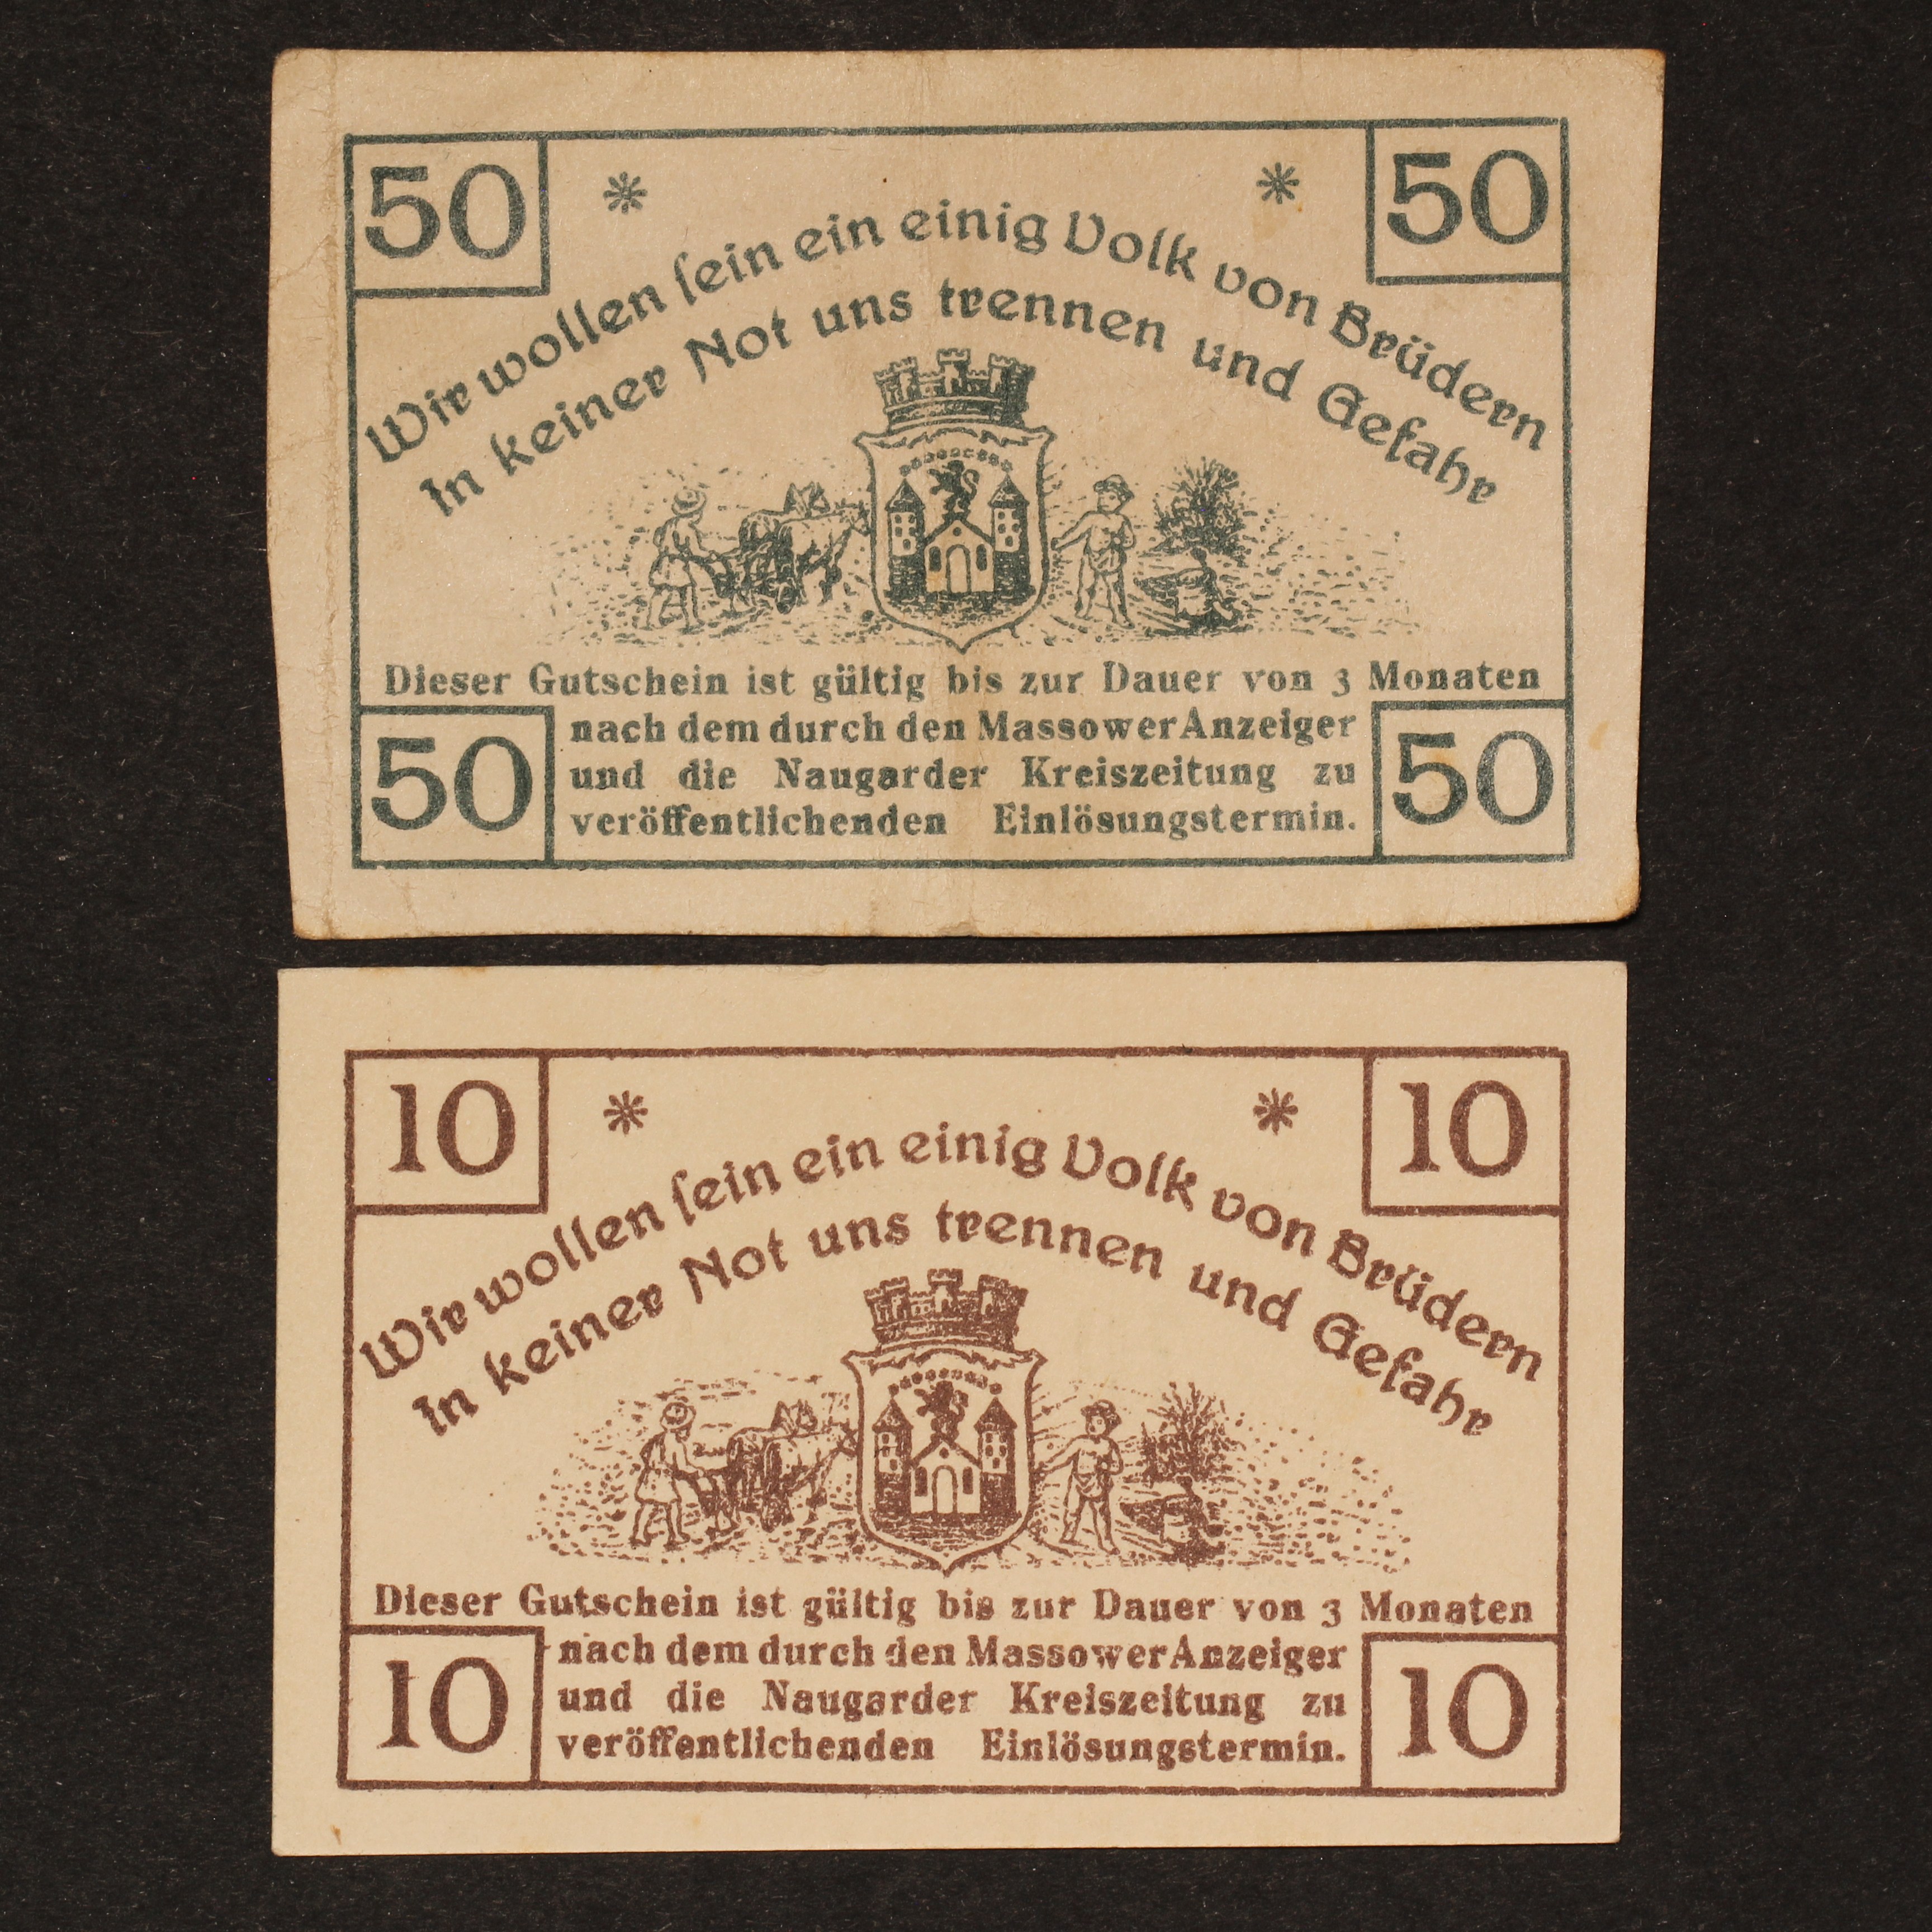 50 * * 50
Wir wollen ſein ein einig Volk von Brüdern
In keiner Not uns trennen und Gefahr
Dieser Gutschein ist gültig bis zur Dauer von 3 Monaten
nach dem durch den Massower Anzeiger
und die Naugarder Kreiszeitung zu
veröffentlichenden Einlösungstermin.
50 50
10 * * 10
Wir wollen ſein ein einig Volk von Brüdern
In keiner Not uns trennen und Gefahr
Dieser Gutschein ist gültig bis zur Dauer von 3 Monaten
nach dem durch den Massower Anzeiger
und die Naugarder Kreiszeitung zu
veröffentlichenden Einlösungstermin.
10 10